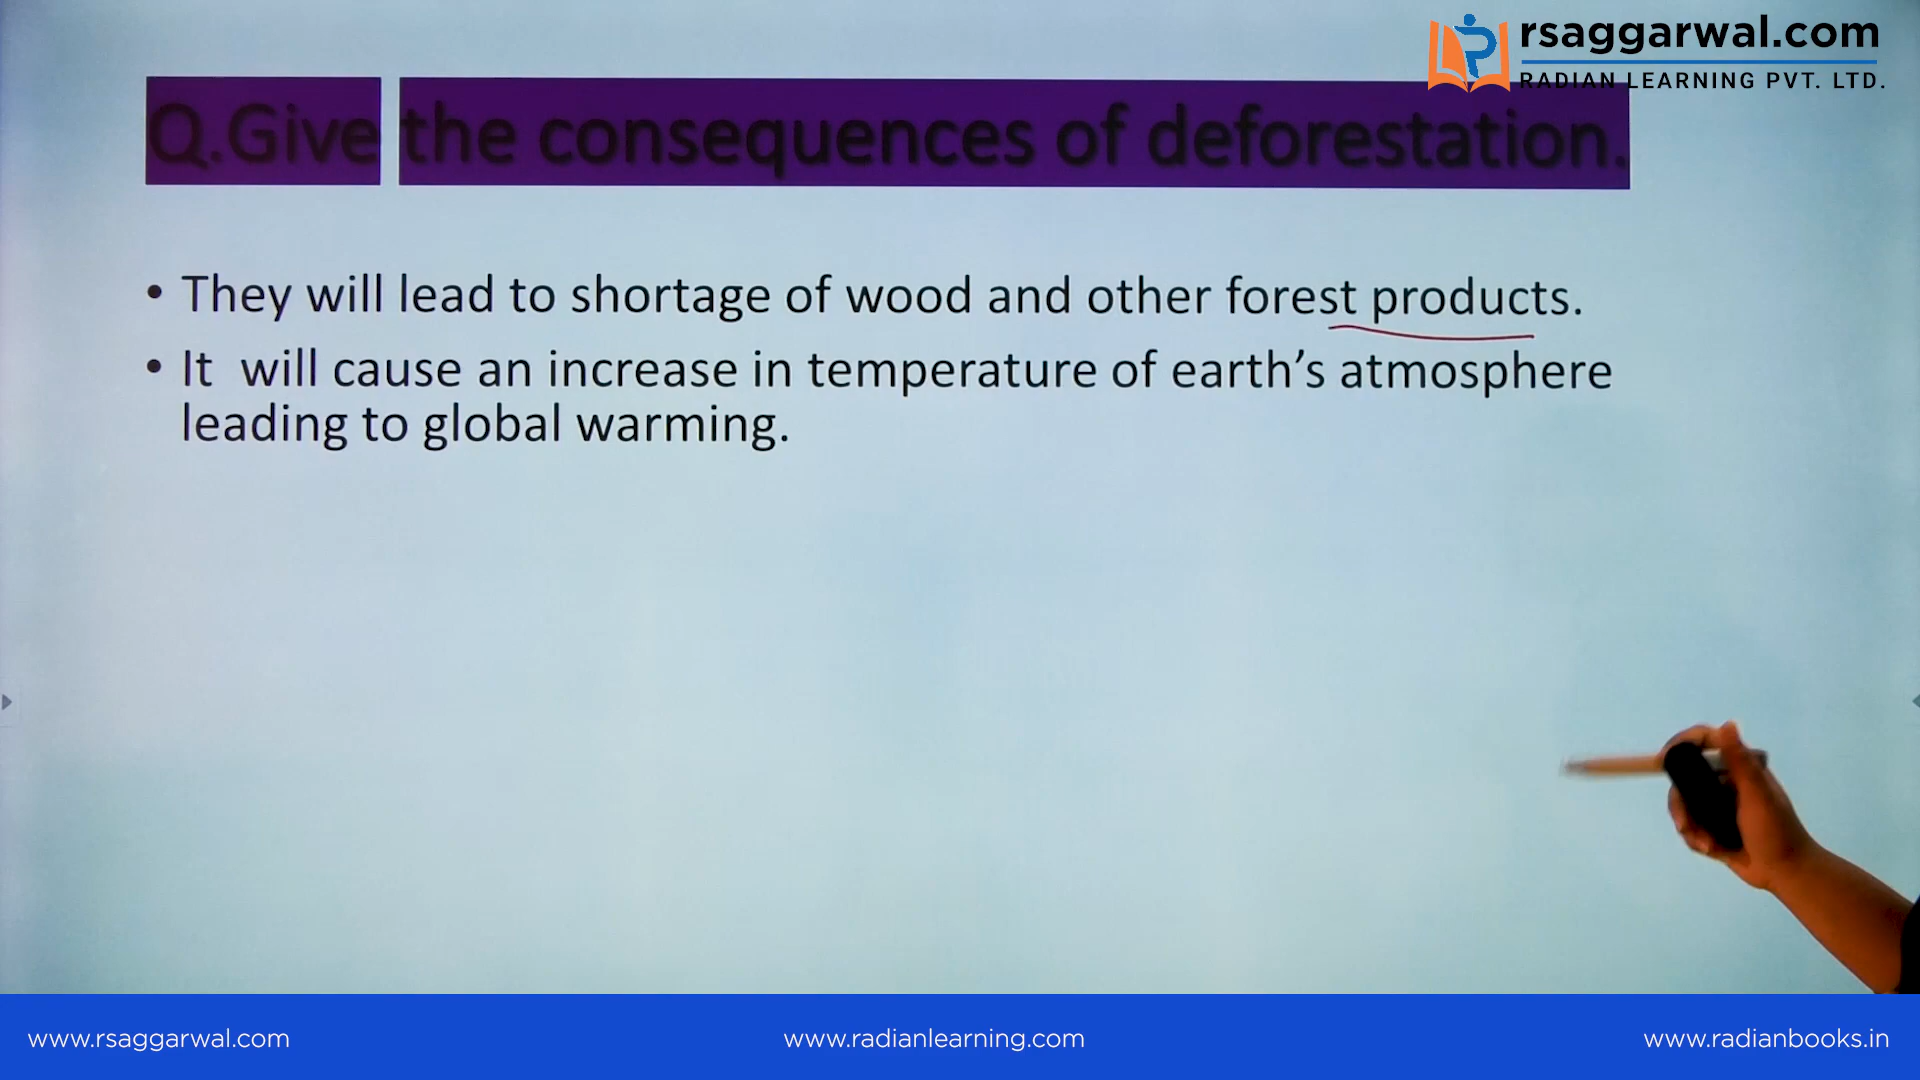 rsaggarwal.com
RADIAN LEARNING PVT. LTD.
Q.Give the consequences of deforestation.
• They will lead to shortage of wood and other forest products.
• It will cause an increase in temperature of earth's atmosphere
leading to global warming.
www.rsaggarwal.com
www.radianlearning.com
www.radianbooks.in